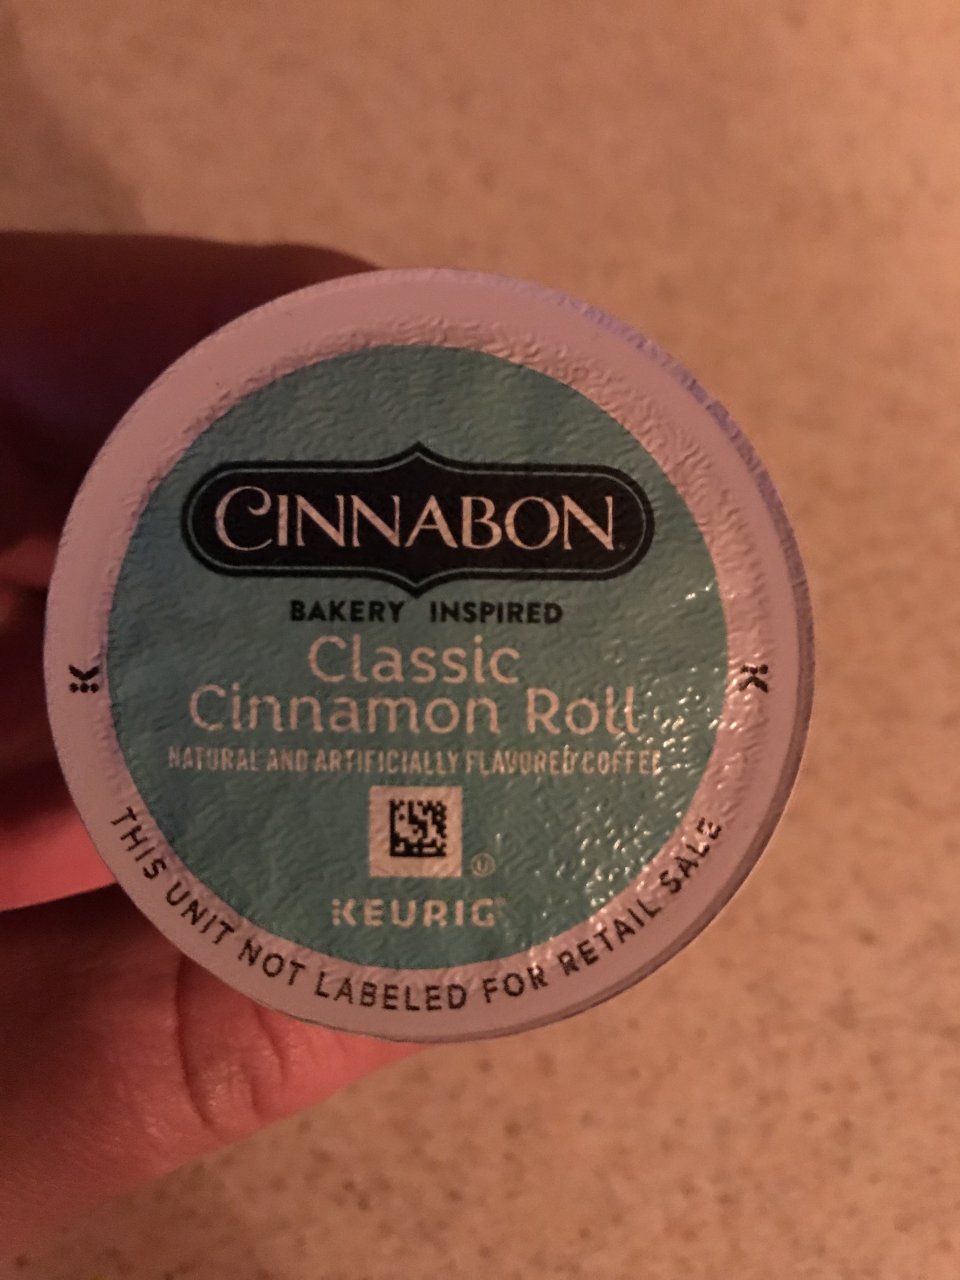 CINNABON
BAKERY INSPIRED
Classic
Cinnamon Roll
NATURAL AND ARTIFICIALLY FLAVORED COFFEE
U
KEURIG
THIS UNIT NOT LABELED FOR RETAIL SALE
K
K